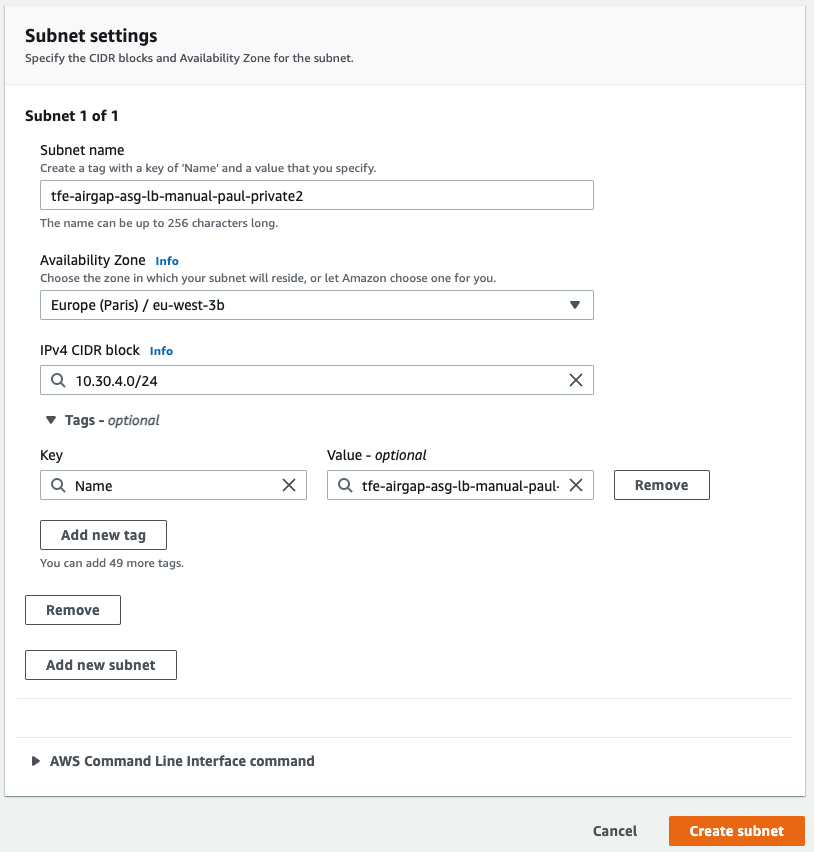 Subnet settings
Specify the CIDR blocks and Availability Zone for the subnet.
Subnet 1 of 1
Subnet name
Create a tag with a key of 'Name' and a value that you specify.
tfe-airgap-asg-lb-manual-paul-private2
The name can be up to 256 characters long.
Availability Zone Info
Choose the zone in which your subnet will reside, or let Amazon choose one for you.
Europe (Paris) / eu-west-3b
IPv4 CIDR block Info
10.30.4.0/24
Tags - optional
Key Value - optional
Name tfe-airgap-asg-lb-manual-paul- Remove
Add new tag
You can add 49 more tags.
Remove
Add new subnet
AWS Command Line Interface command
Cancel Create subnet